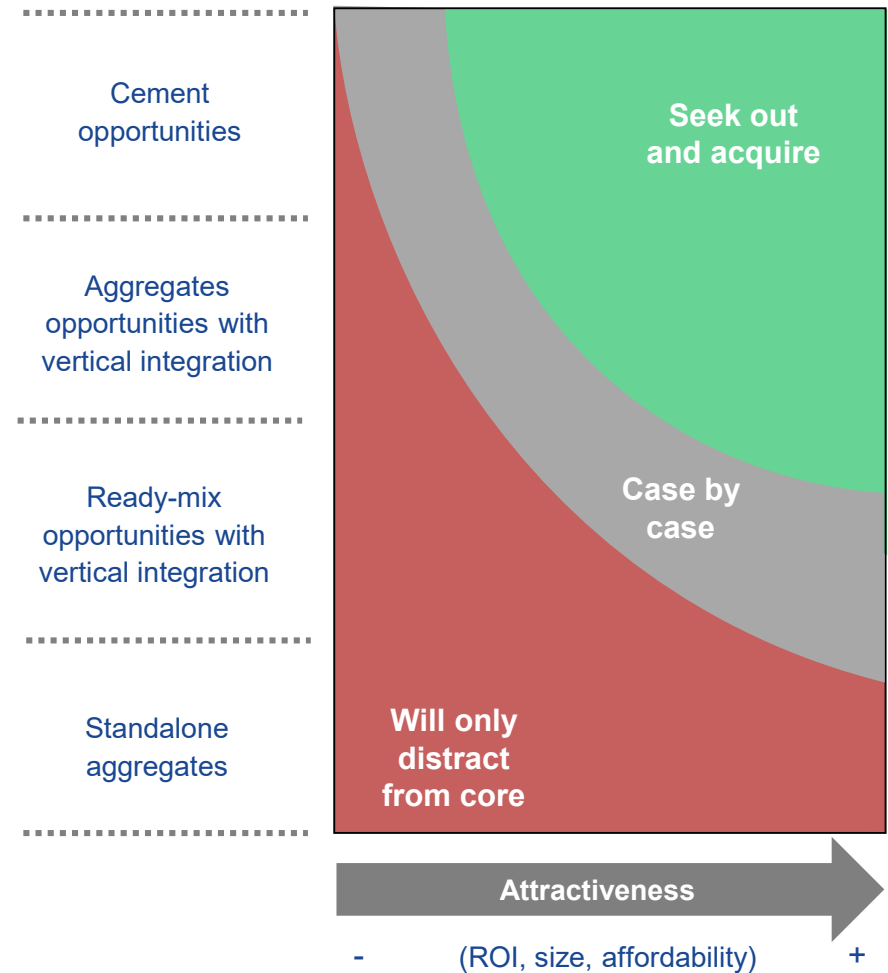 Cement
opportunities
Seek out
and acquire
Aggregates
opportunities with
vertical integration
Ready-mix
opportunities with
vertical integration
Case by
case
Standalone
aggregates
Will only
distract
from core
Attractiveness
- (ROI, size, affordability) +